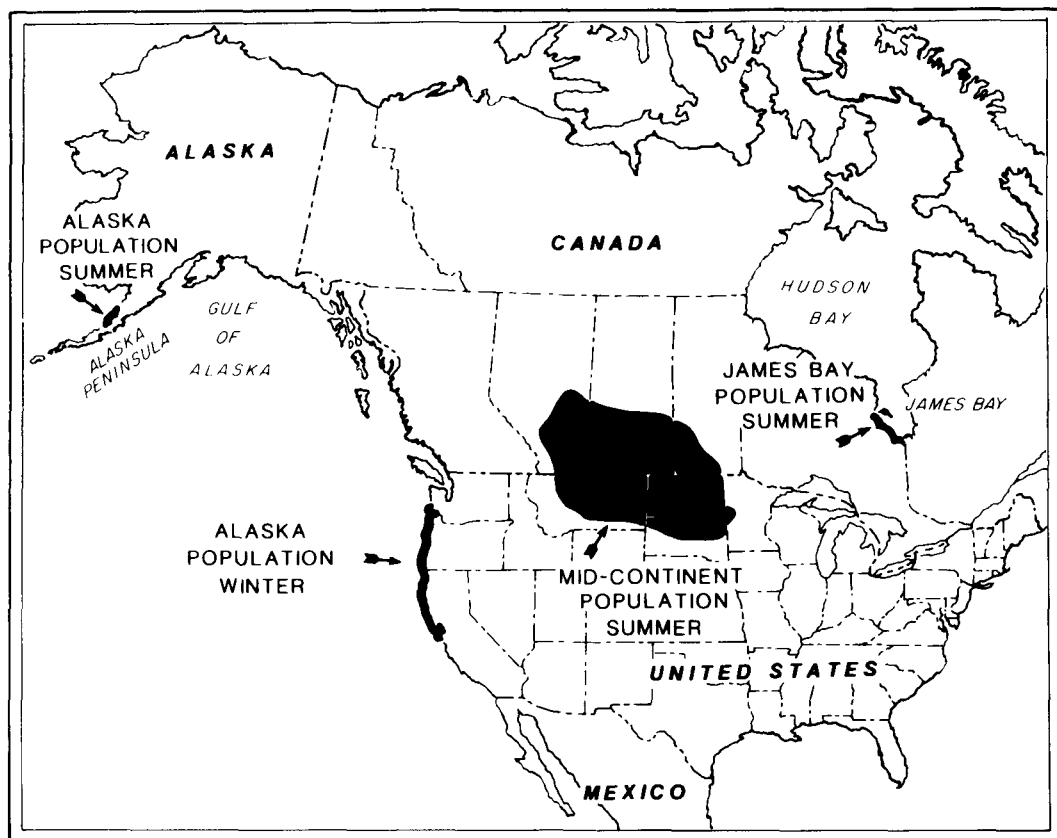 ALASKA
ALASKA
POPULATION
SUMMER
GULF
OF
ALASKA
ALASKA
PENINSULA
CANADA
HUDSON
BAY
JAMES BAY
POPULATION
SUMMER
JAMES BAY
ALASKA
POPULATION
WINTER
MID-CONTINENT
POPULATION
SUMMER
UNITED STATES
MEXICO